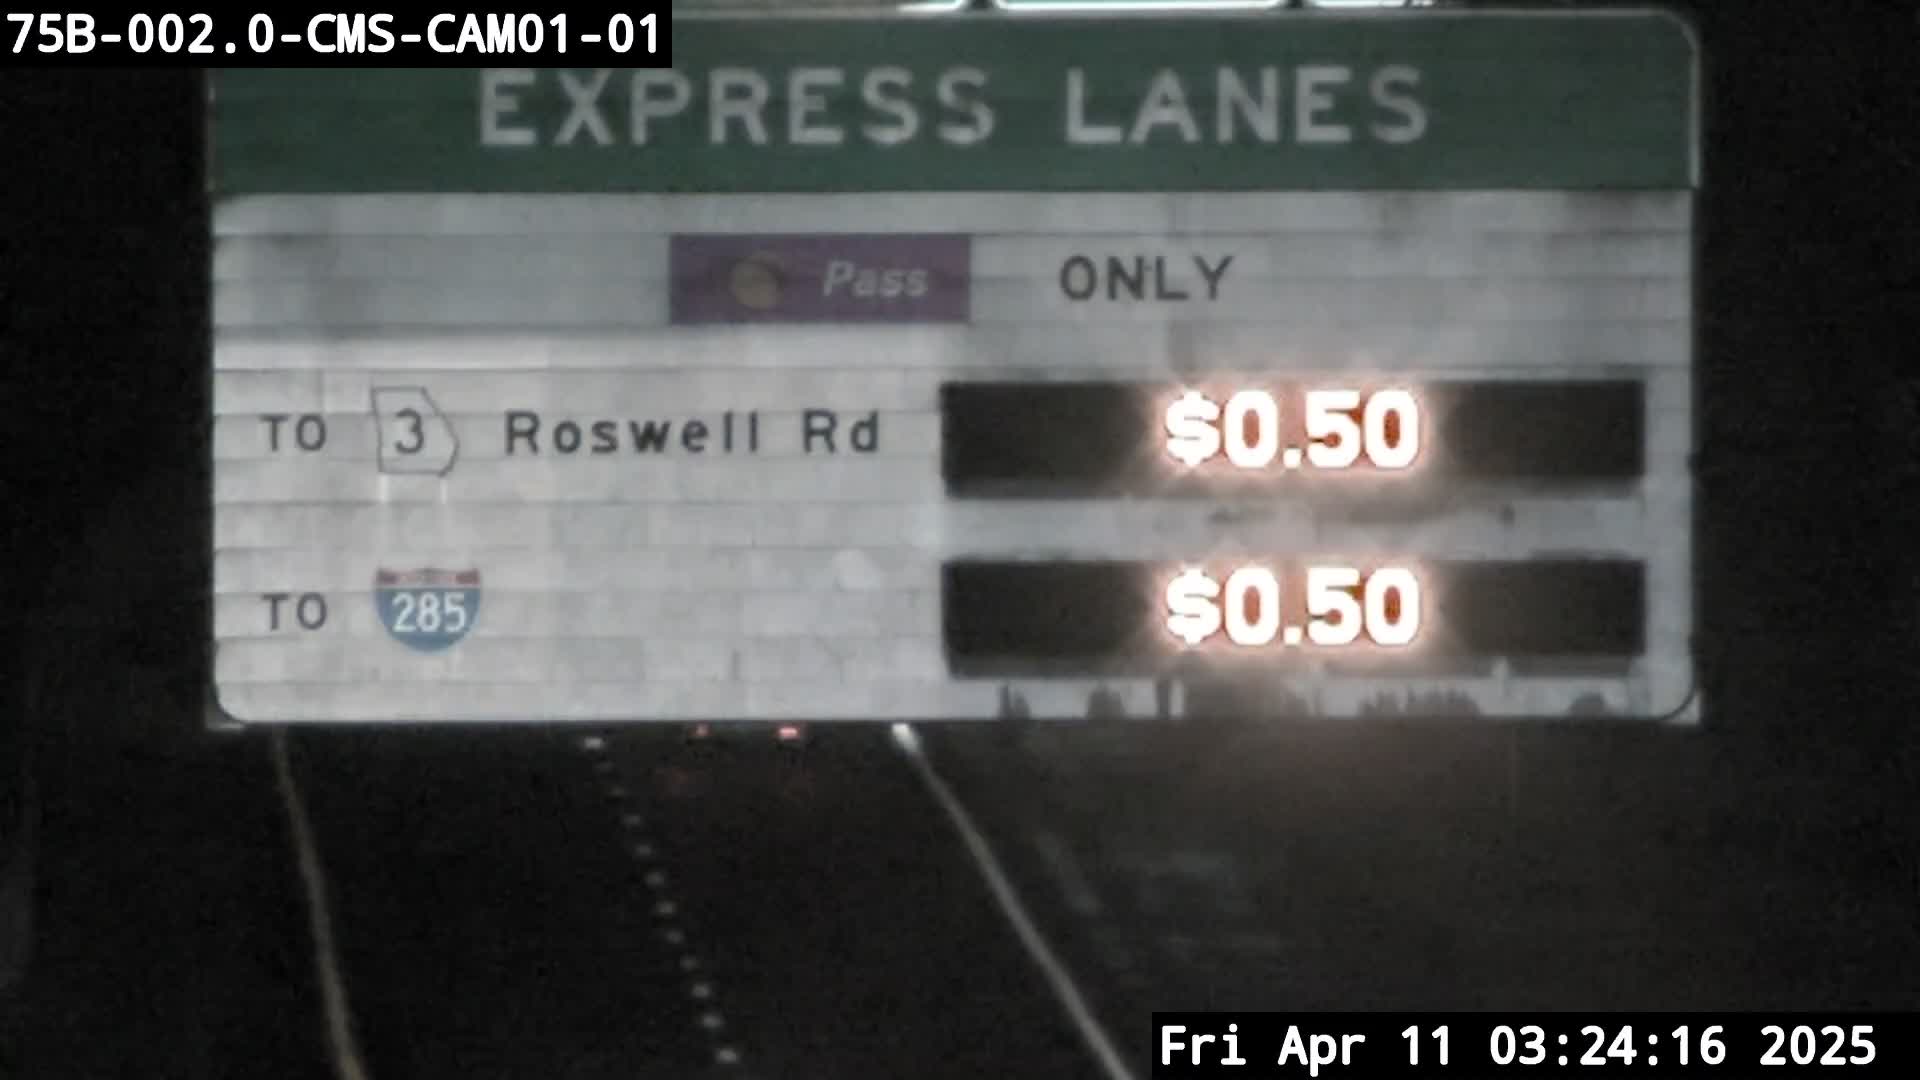 75B-002.0-CMS-CAM01-01
EXPRESS LANES
Pass ONLY
TO 3 Roswell Rd $0.50
TO 285 $0.50
Fri Apr 11 03:24:16 2025